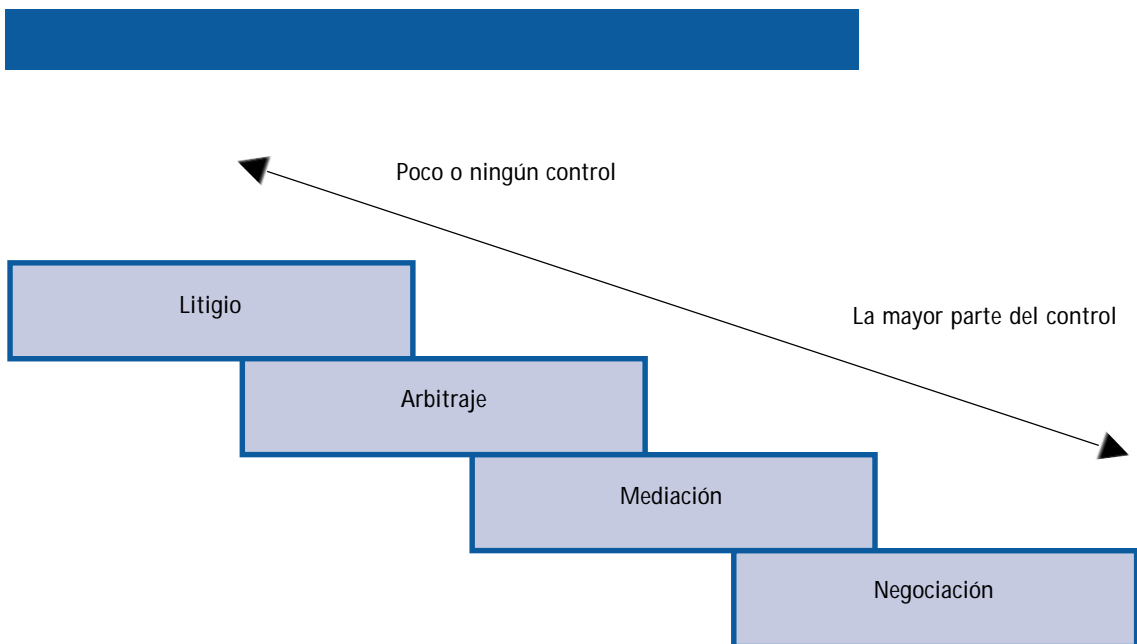 Poco o ningún control
Litigio
La mayor parte del control
Arbitraje
Mediación
Negociación